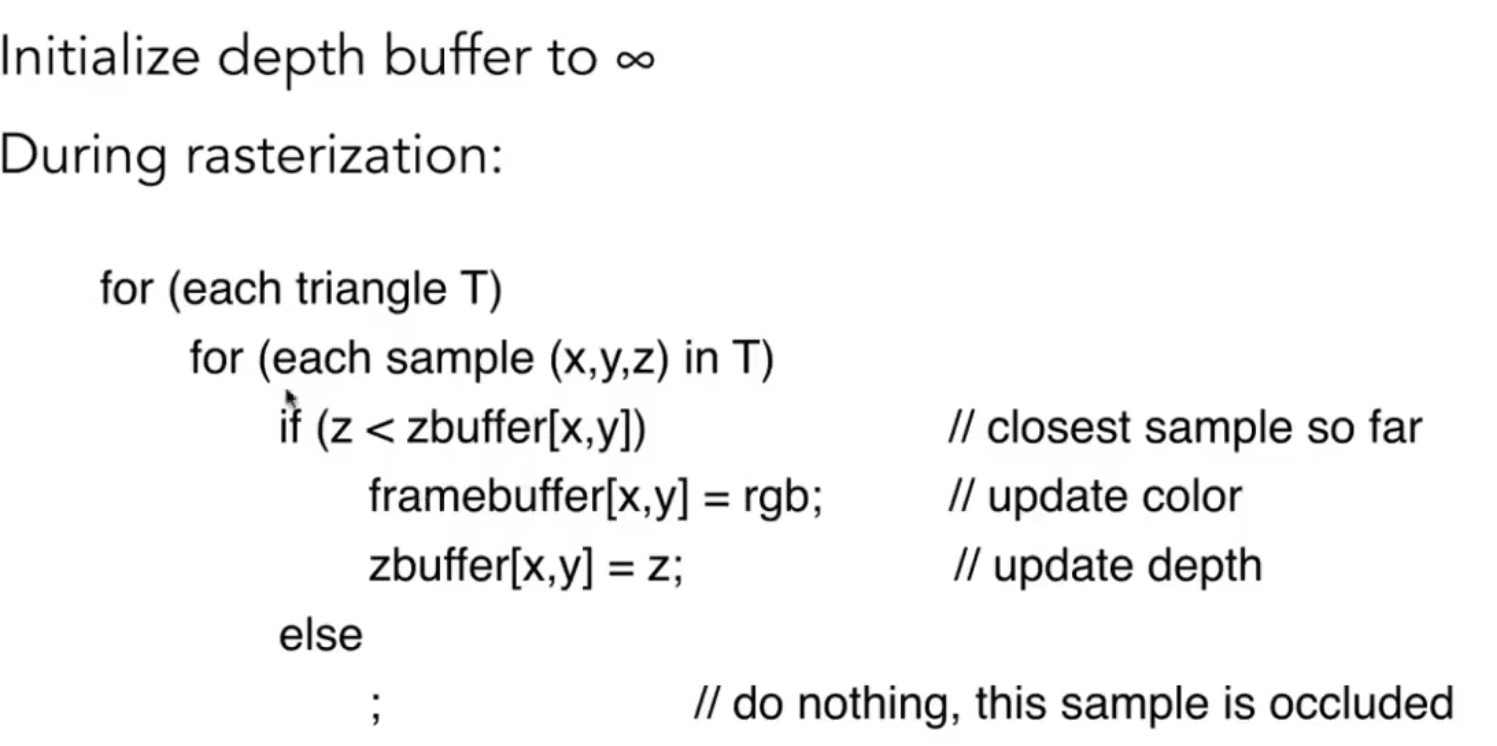 Initialize depth buffer to ∞
During rasterization:
for (each triangle T)
for (each sample (x,y,z) in T)
if (z < zbuffer[x,y]) // closest sample so far
framebuffer[x,y] = rgb; // update color
zbuffer[x,y] = z; // update depth
else
; // do nothing, this sample is occluded